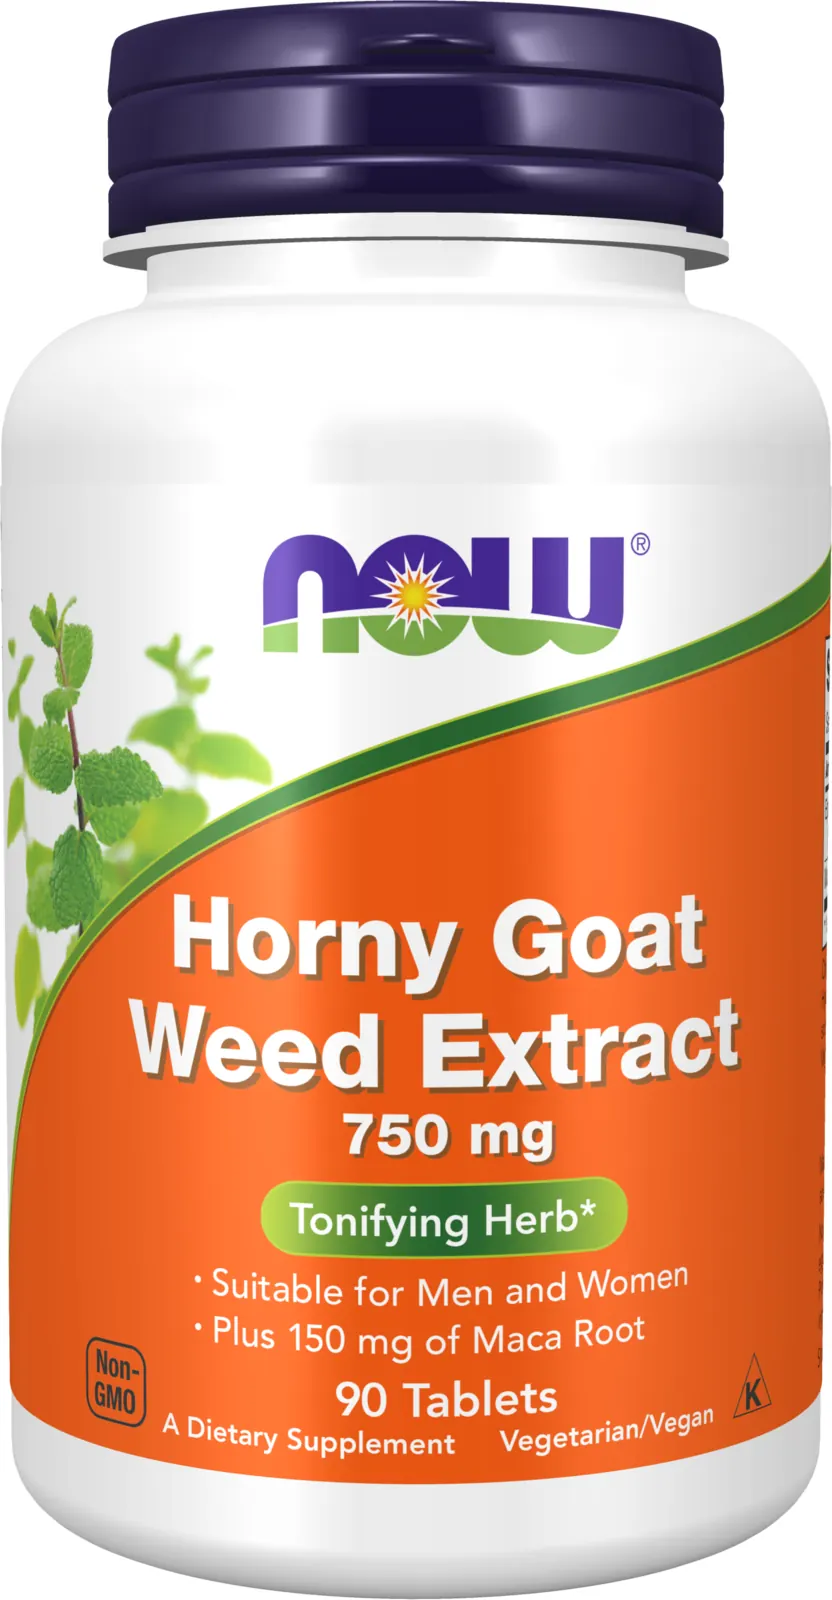 now®
Horny Goat
Weed Extract
750 mg
Tonifying Herb*
• Suitable for Men and Women
• Plus 150 mg of Maca Root
90 Tablets
Non-
GMO
A Dietary Supplement
Vegetarian/Vegan
K